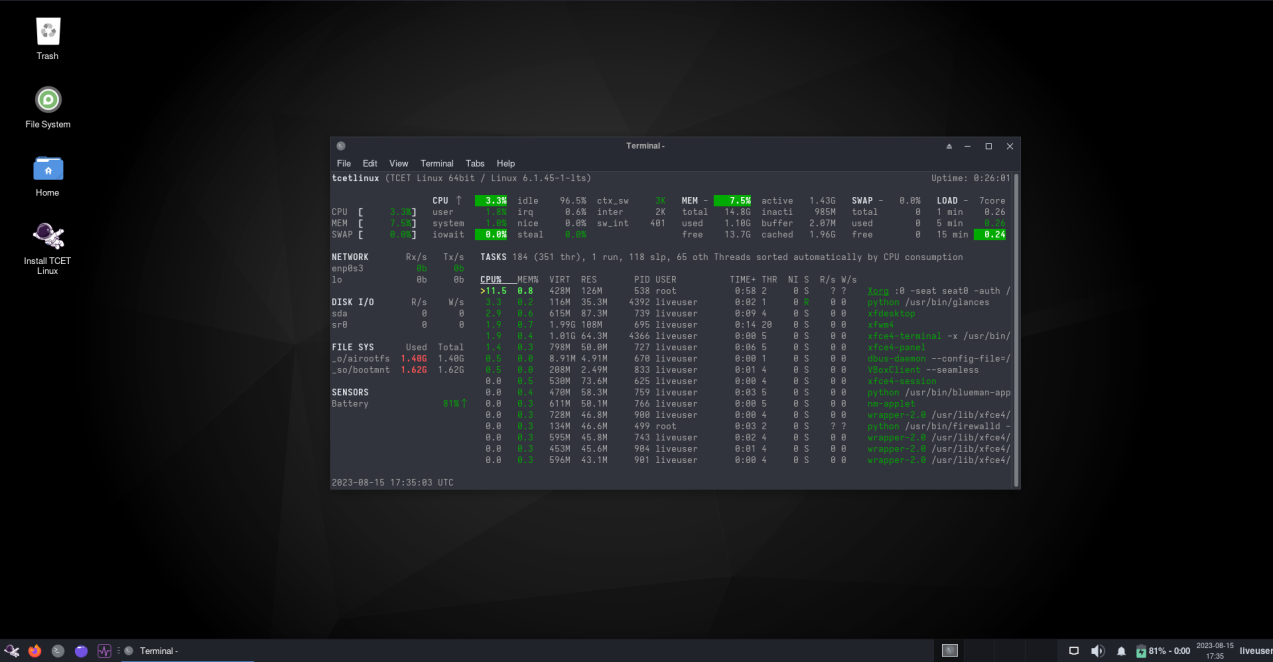 Trash
File System
Home
Install TCET
Linux
Terminal -
File Edit View Terminal Tabs Help
tcetlinux (TCET Linux 64bit / Linux 6.1.45-1-lts) Uptime: 0:26:01
CPU ↑ 3.3% idle 96.5% ctx_sw 3K MEM - 7.5% active 1.43G SWAP - 0.0% LOAD - 7core
CPU [ 3.3%] user 1.8% irq 0.6% inter 2K total 14.8G inacti 985M total 0 1 min 0.26
MEM [ 7.5%] system 1.0% nice 0.0% sw_int 401 used 1.10G buffer 2.07M used 0 5 min 0.26
SWAP [ 0.0%] iowait 0.0% steal 0.0% free 13.7G cached 1.96G free 0 15 min 0.24
NETWORK Rx/s Tx/s TASKS 184 (351 thr), 1 run, 118 slp, 65 oth Threads sorted automatically by CPU consumption
enp0s3 0b 0b
lo 0b 0b CPU% MEM% VIRT RES PID USER TIME+ THR NI S R/s W/s
>11.5 0.8 428M 126M 538 root 0:58 2 0 S ? ? Xorg :0 -seat seat0 -auth /
DISK I/O R/s W/s 3.3 0.2 116M 35.3M 4392 liveuser 0:02 1 0 R 0 0 python /usr/bin/glances
sda 0 0 2.9 0.6 615M 87.3M 739 liveuser 0:09 4 0 S 0 0 xfdesktop
sr0 0 0 1.9 0.7 1.99G 108M 695 liveuser 0:14 20 0 S 0 0 xfwm4
1.9 0.4 1.01G 64.3M 4366 liveuser 0:00 5 0 S 0 0 xfce4-terminal -x /usr/bin/
FILE SYS Used Total 1.4 0.3 798M 50.0M 727 liveuser 0:06 5 0 S 0 0 xfce4-panel
_o/airootfs 1.40G 1.40G 0.5 0.0 8.91M 4.91M 670 liveuser 0:00 1 0 S 0 0 dbus-daemon --config-file=/
_so/bootmnt 1.62G 1.62G 0.5 0.0 208M 2.49M 833 liveuser 0:01 4 0 S 0 0 VBoxClient --seamless
0.0 0.5 530M 73.6M 625 liveuser 0:00 4 0 S 0 0 xfce4-session
SENSORS 0.0 0.4 470M 58.3M 759 liveuser 0:03 5 0 S 0 0 python /usr/bin/blueman-app
Battery 81%↑ 0.0 0.3 611M 50.1M 766 liveuser 0:00 5 0 S 0 0 nm-applet
0.0 0.3 728M 46.8M 900 liveuser 0:00 4 0 S 0 0 wrapper-2.0 /usr/lib/xfce4/
0.0 0.3 134M 46.6M 499 root 0:03 2 0 S ? ? python /usr/bin/firewalld -
0.0 0.3 595M 45.8M 743 liveuser 0:02 4 0 S 0 0 wrapper-2.0 /usr/lib/xfce4/
0.0 0.3 453M 45.6M 904 liveuser 0:01 4 0 S 0 0 wrapper-2.0 /usr/lib/xfce4/
0.0 0.3 596M 43.1M 901 liveuser 0:00 4 0 S 0 0 wrapper-2.0 /usr/lib/xfce4/
2023-08-15 17:35:03 UTC
Terminal -
81% - 0:00
2023-08-15
17:35
liveuser